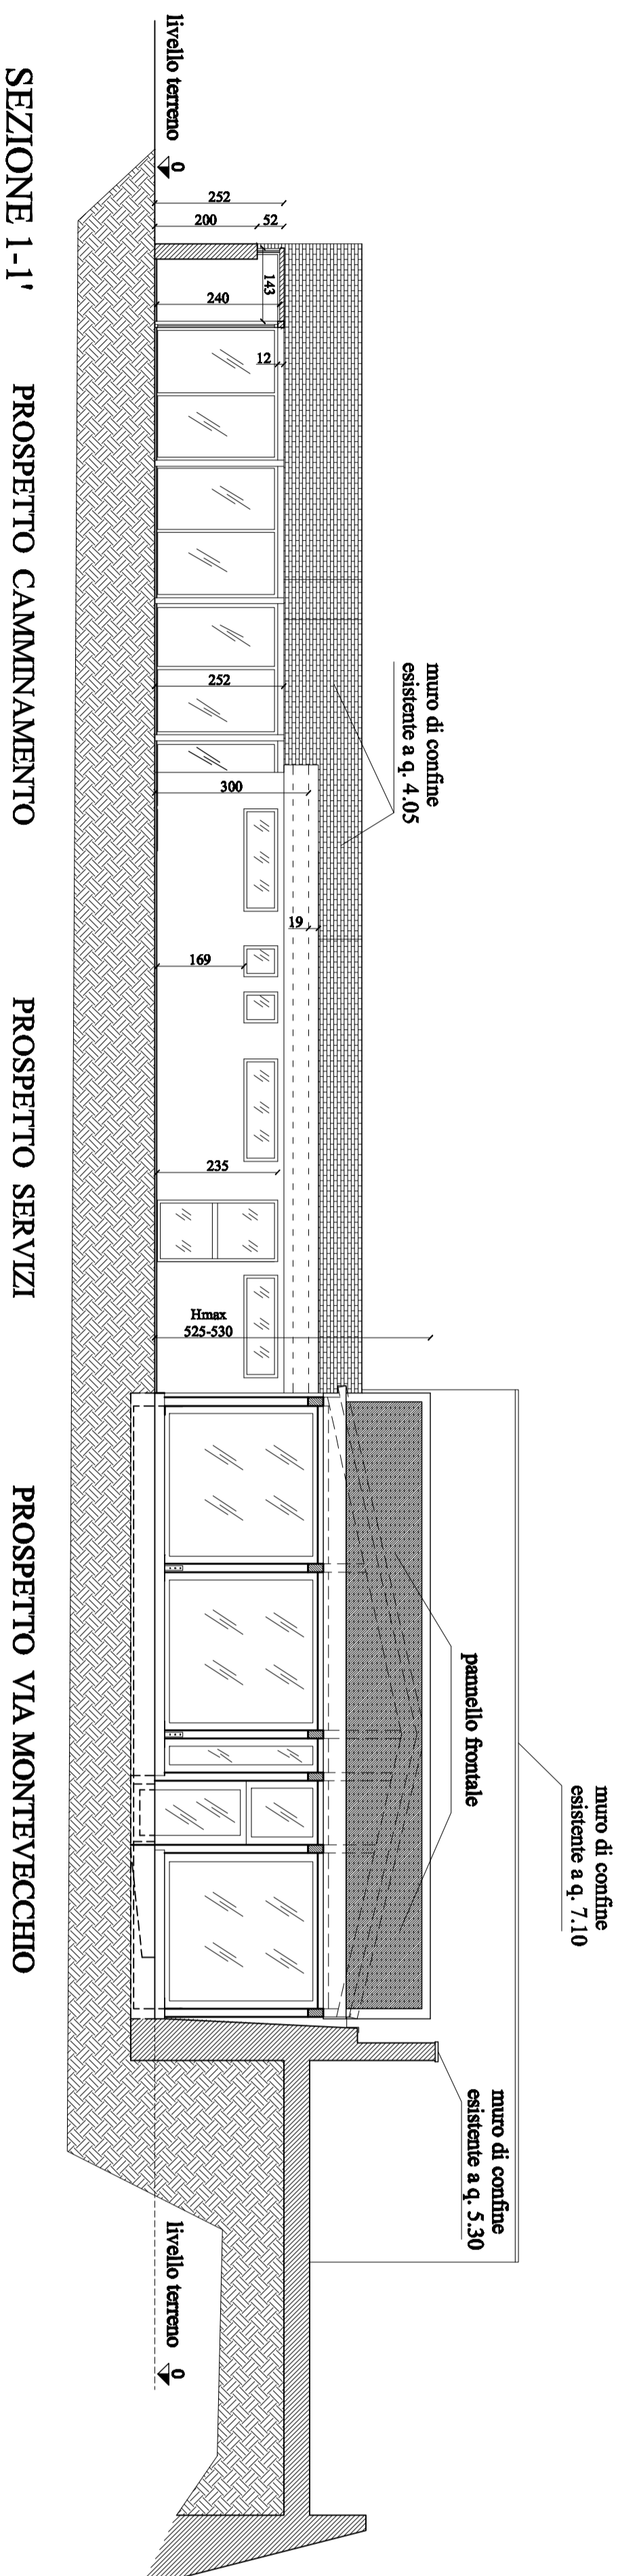 muro di confine
esistente a q. 7.10
muro di confine
esistente a q. 5.30
muro di confine
esistente a q. 4.05
pannello frontale
livello terreno
0
252
200
52
143
240
12
252
300
19
169
235
Hmax
525-530
livello terreno
0
SEZIONE 1-1'
PROSPETTO CAMMINAMENTO
PROSPETTO SERVIZI
PROSPETTO VIA MONTEVECCHIO